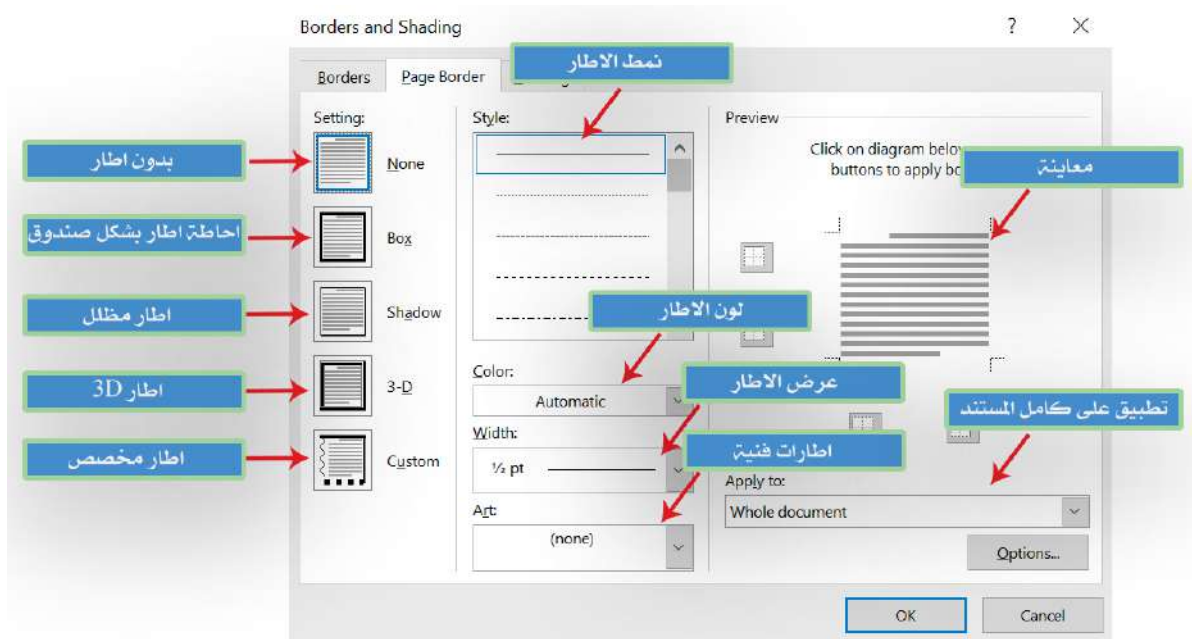 Borders and Shading
?
نمط الاطار
Borders
Page Border
Setting:
Style:
Preview
بدون اطار
None
Click on diagram below
buttons to apply bo
معاينة
احاطة اطار بشكل صندوق
Box
اطار مظلل
Shadow
لون الاطار
اطار 3D
3-D
Color:
Automatic
عرض الاطار
تطبيق على كامل المستند
Width:
½ pt
اطارات فنية
اطار مخصص
Custom
Apply to:
Whole document
Art:
(none)
Options...
OK
Cancel